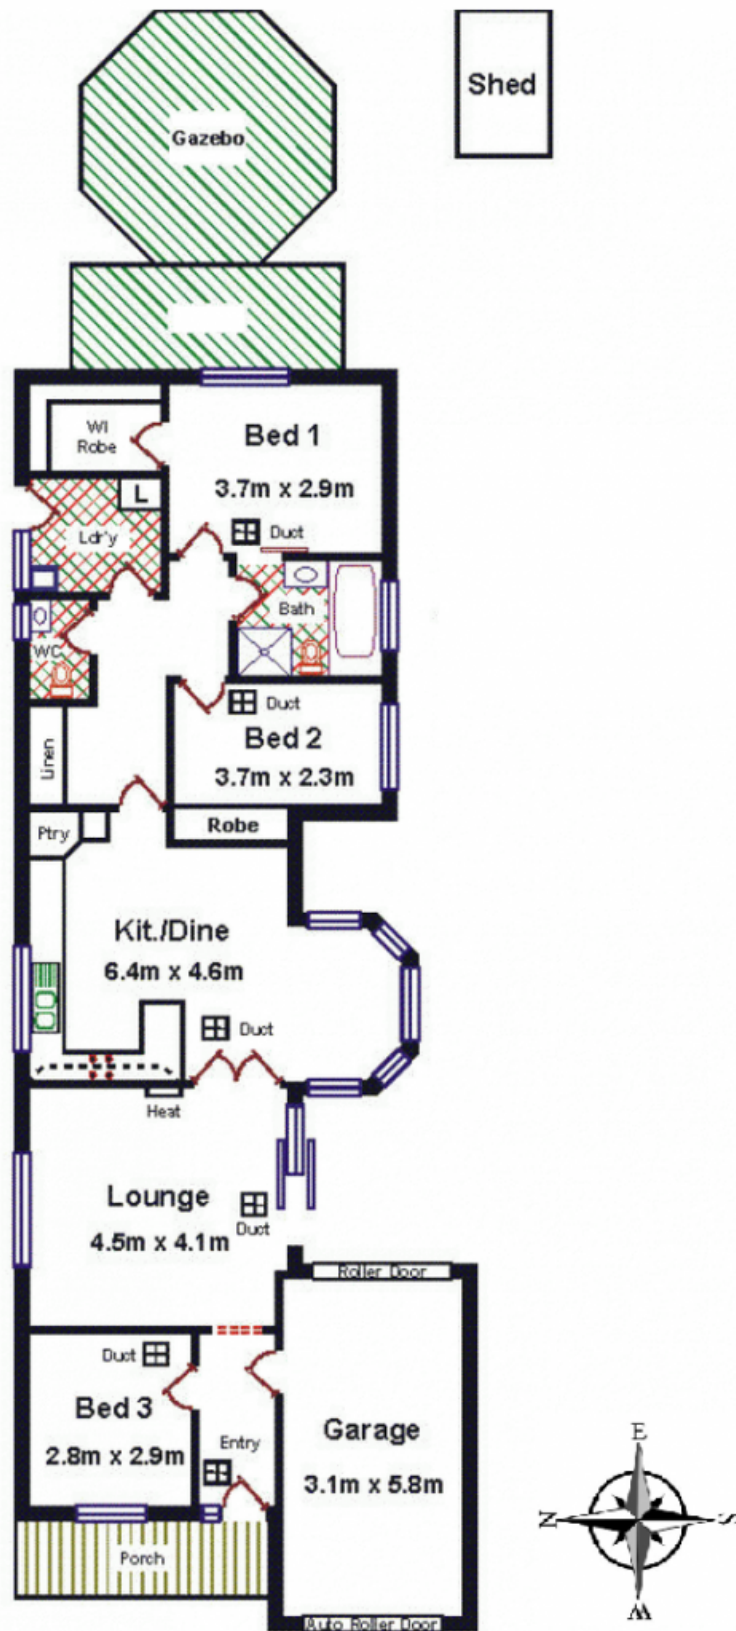 Shed
Gazebo
WI
Robe
Bed 1
3.7m x 2.9m
L
Duct
Ldr'y
Bath
WC
Duct
Bed 2
3.7m x 2.3m
Linen
Robe
Ptry
Kit./Dine
6.4m x 4.6m
Duct
Heat
Lounge
4.5m x 4.1m
Duct
Roller Door
Duct
Bed 3
2.8m x 2.9m
Entry
Garage
3.1m x 5.8m
Porch
Auto Roller Door
E
N
S
W